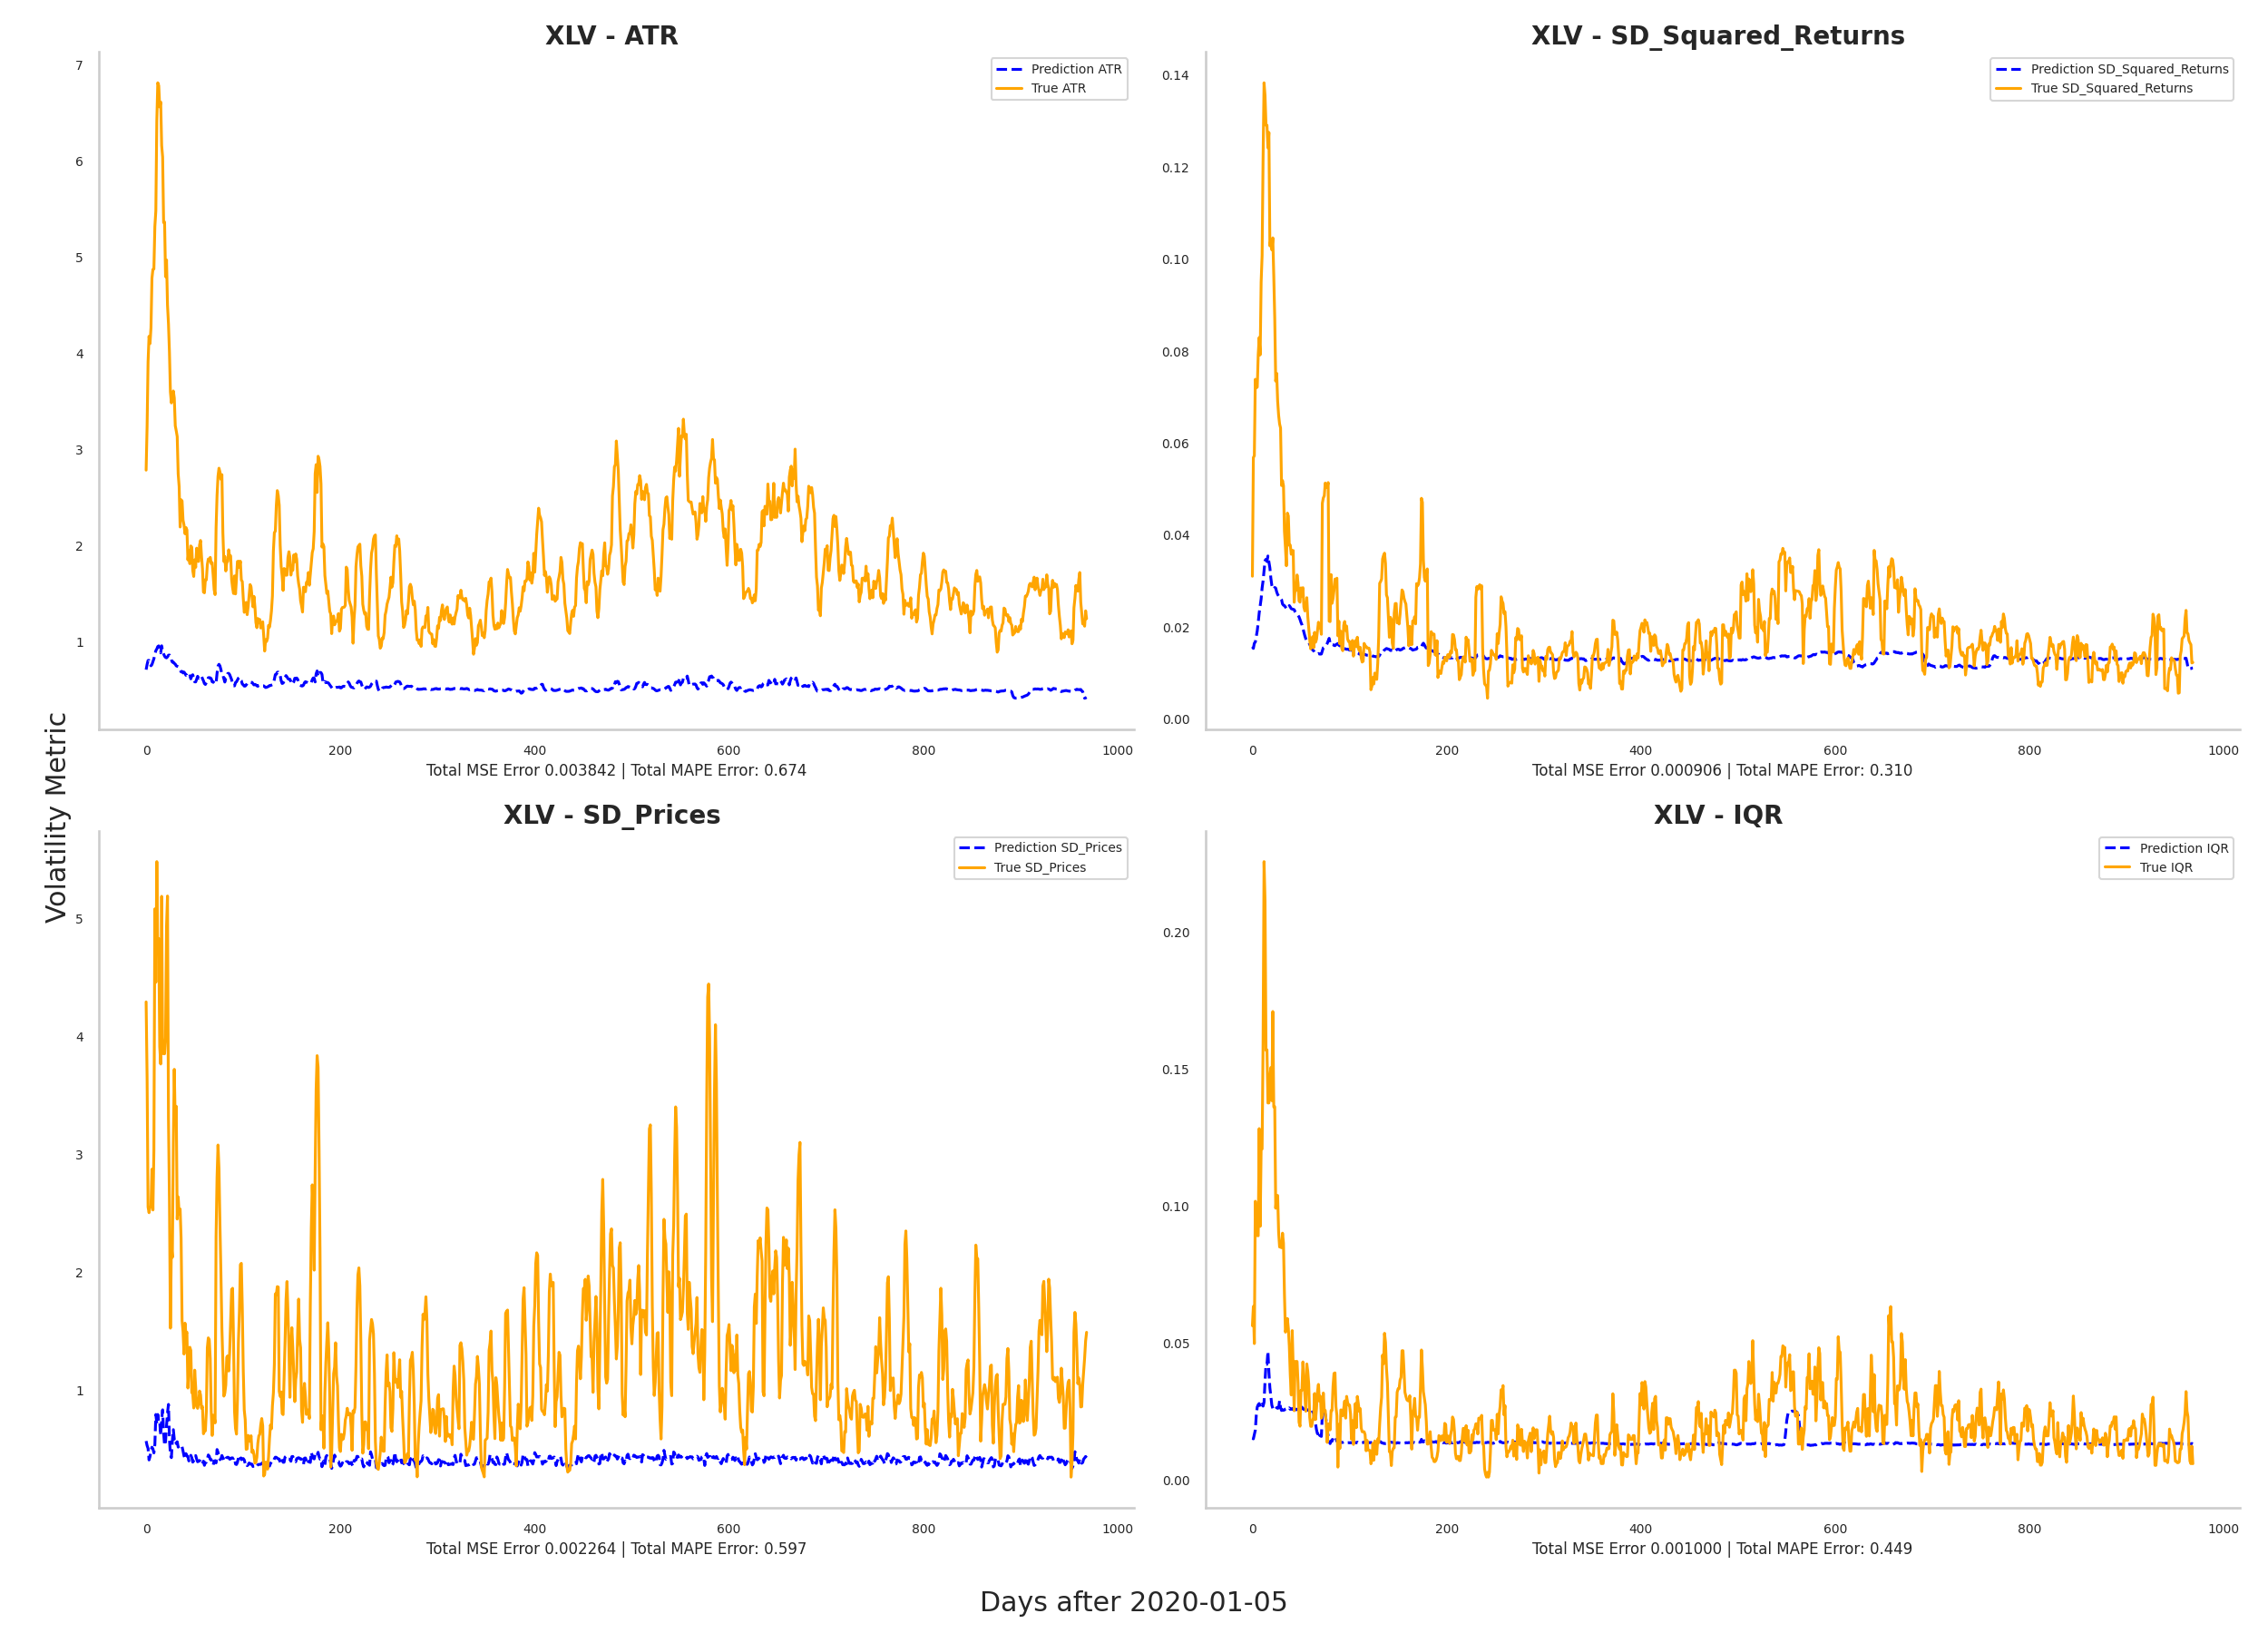 XLV - ATR
Prediction ATR
True ATR
7
6
5
4
3
2
1
0
200
400
600
800
1000
Total MSE Error 0.003842 | Total MAPE Error: 0.674
XLV - SD_Squared_Returns
Prediction SD_Squared_Returns
True SD_Squared_Returns
0.14
0.12
0.10
0.08
0.06
0.04
0.02
0.00
0
200
400
600
800
1000
Total MSE Error 0.000906 | Total MAPE Error: 0.310
Volatility Metric
XLV - SD_Prices
Prediction SD_Prices
True SD_Prices
5
4
3
2
1
0
200
400
600
800
1000
Total MSE Error 0.002264 | Total MAPE Error: 0.597
XLV - IQR
Prediction IQR
True IQR
0.20
0.15
0.10
0.05
0.00
0
200
400
600
800
1000
Total MSE Error 0.001000 | Total MAPE Error: 0.449
Days after 2020-01-05